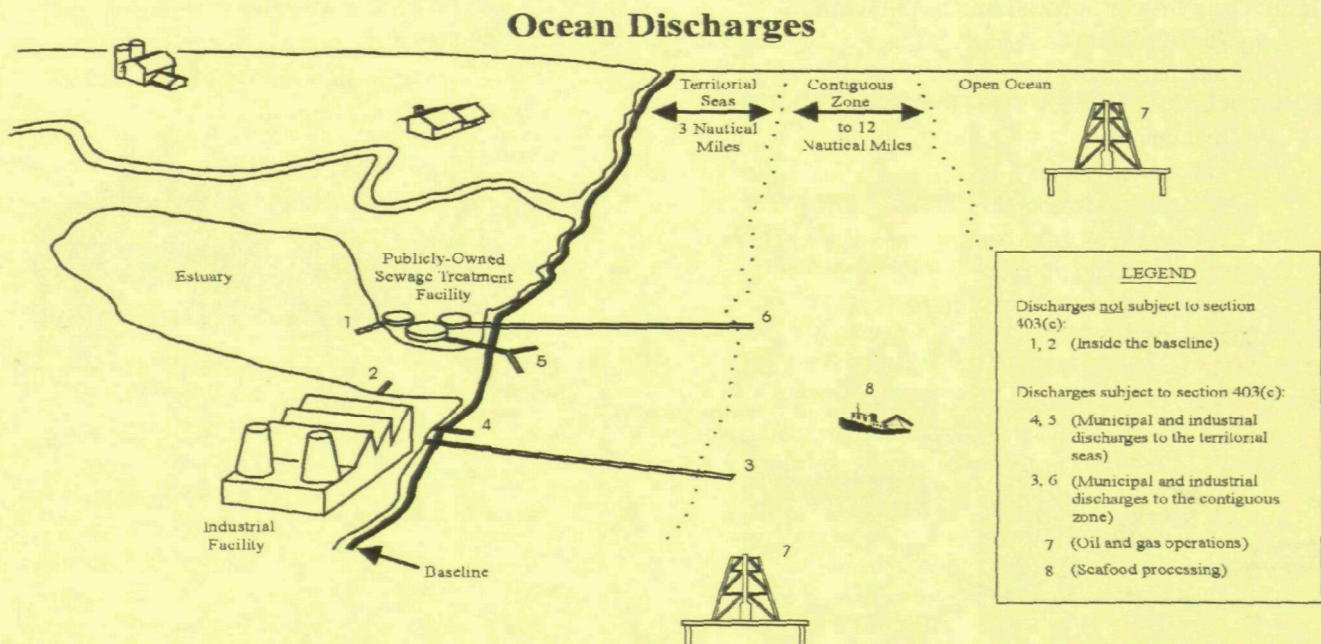 Ocean Discharges
Territorial
Seas
3 Nautical
Miles
Contiguous
Zone
to 12
Nautical Miles
Open Ocean
7
Estuary
Publicly-Owned
Sewage Treatment
Facility
1
6
5
2
8
4
3
Industrial
Facility
Baseline
7
LEGEND
Discharges not subject to section
403(c):
1, 2 (Inside the baseline)
Discharges subject to section 403(c):
4, 5 (Municipal and industrial
discharges to the territorial
seas)
3, 6 (Municipal and industrial
discharges to the contiguous
zone)
7 (Oil and gas operations)
8 (Seafood processing)